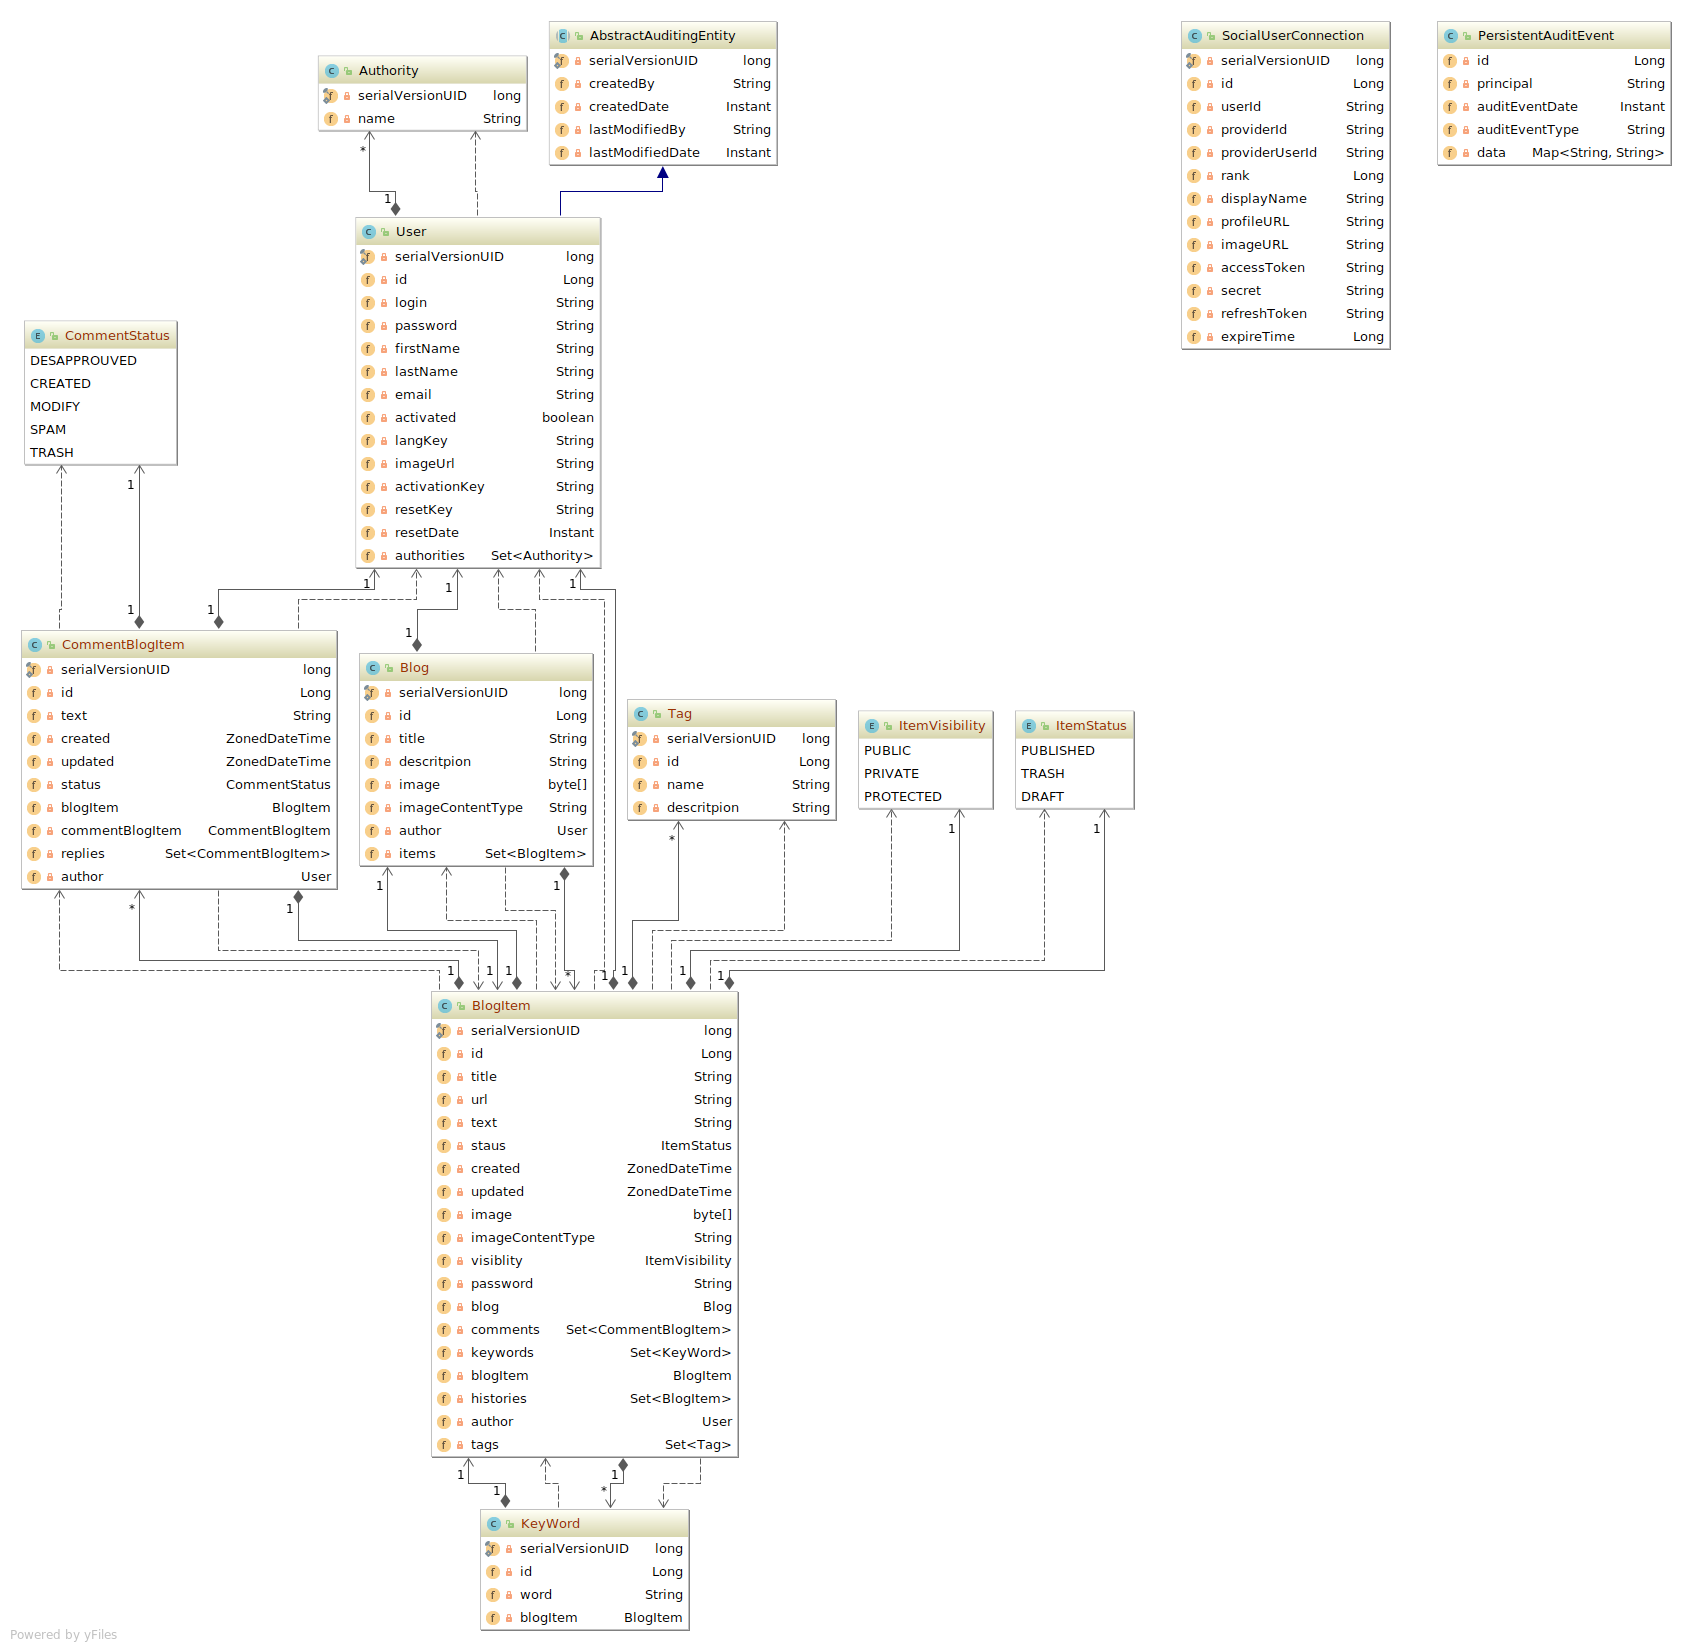 AbstractAuditingEntity
serialVersionUID long
createdBy String
createdDate Instant
lastModifiedBy String
lastModifiedDate Instant
SocialUserConnection
serialVersionUID long
id Long
userId String
providerId String
providerUserId String
rank Long
displayName String
profileURL String
imageURL String
accessToken String
secret String
refreshToken String
expireTime Long
PersistentAuditEvent
id Long
principal String
auditEventDate Instant
auditEventType String
data Map<String, String>
Authority
serialVersionUID long
name String
*
1
User
serialVersionUID long
id Long
login String
password String
firstName String
lastName String
email String
activated boolean
langKey String
imageUrl String
activationKey String
resetKey String
resetDate Instant
authorities Set<Authority>
CommentStatus
DESAPPROUVED
CREATED
MODIFY
SPAM
TRASH
1
1
1
1
1
1
1
1
CommentBlogItem
serialVersionUID long
id Long
text String
created ZonedDateTime
updated ZonedDateTime
status CommentStatus
blogItem BlogItem
commentBlogItem CommentBlogItem
replies Set<CommentBlogItem>
author User
Blog
serialVersionUID long
id Long
title String
descritpion String
image byte[]
imageContentType String
author User
items Set<BlogItem>
Tag
serialVersionUID long
id Long
name String
descritpion String
ItemVisibility
PUBLIC
PRIVATE
PROTECTED
ItemStatus
PUBLISHED
TRASH
DRAFT
*
1
1
1
*
1
1
1
1
1
*
1
1
1
1
BlogItem
serialVersionUID long
id Long
title String
url String
text String
staus ItemStatus
created ZonedDateTime
updated ZonedDateTime
image byte[]
imageContentType String
visiblity ItemVisibility
password String
blog Blog
comments Set<CommentBlogItem>
keywords Set<KeyWord>
blogItem BlogItem
histories Set<BlogItem>
author User
tags Set<Tag>
1
1
1
*
KeyWord
serialVersionUID long
id Long
word String
blogItem BlogItem
Powered by yFiles